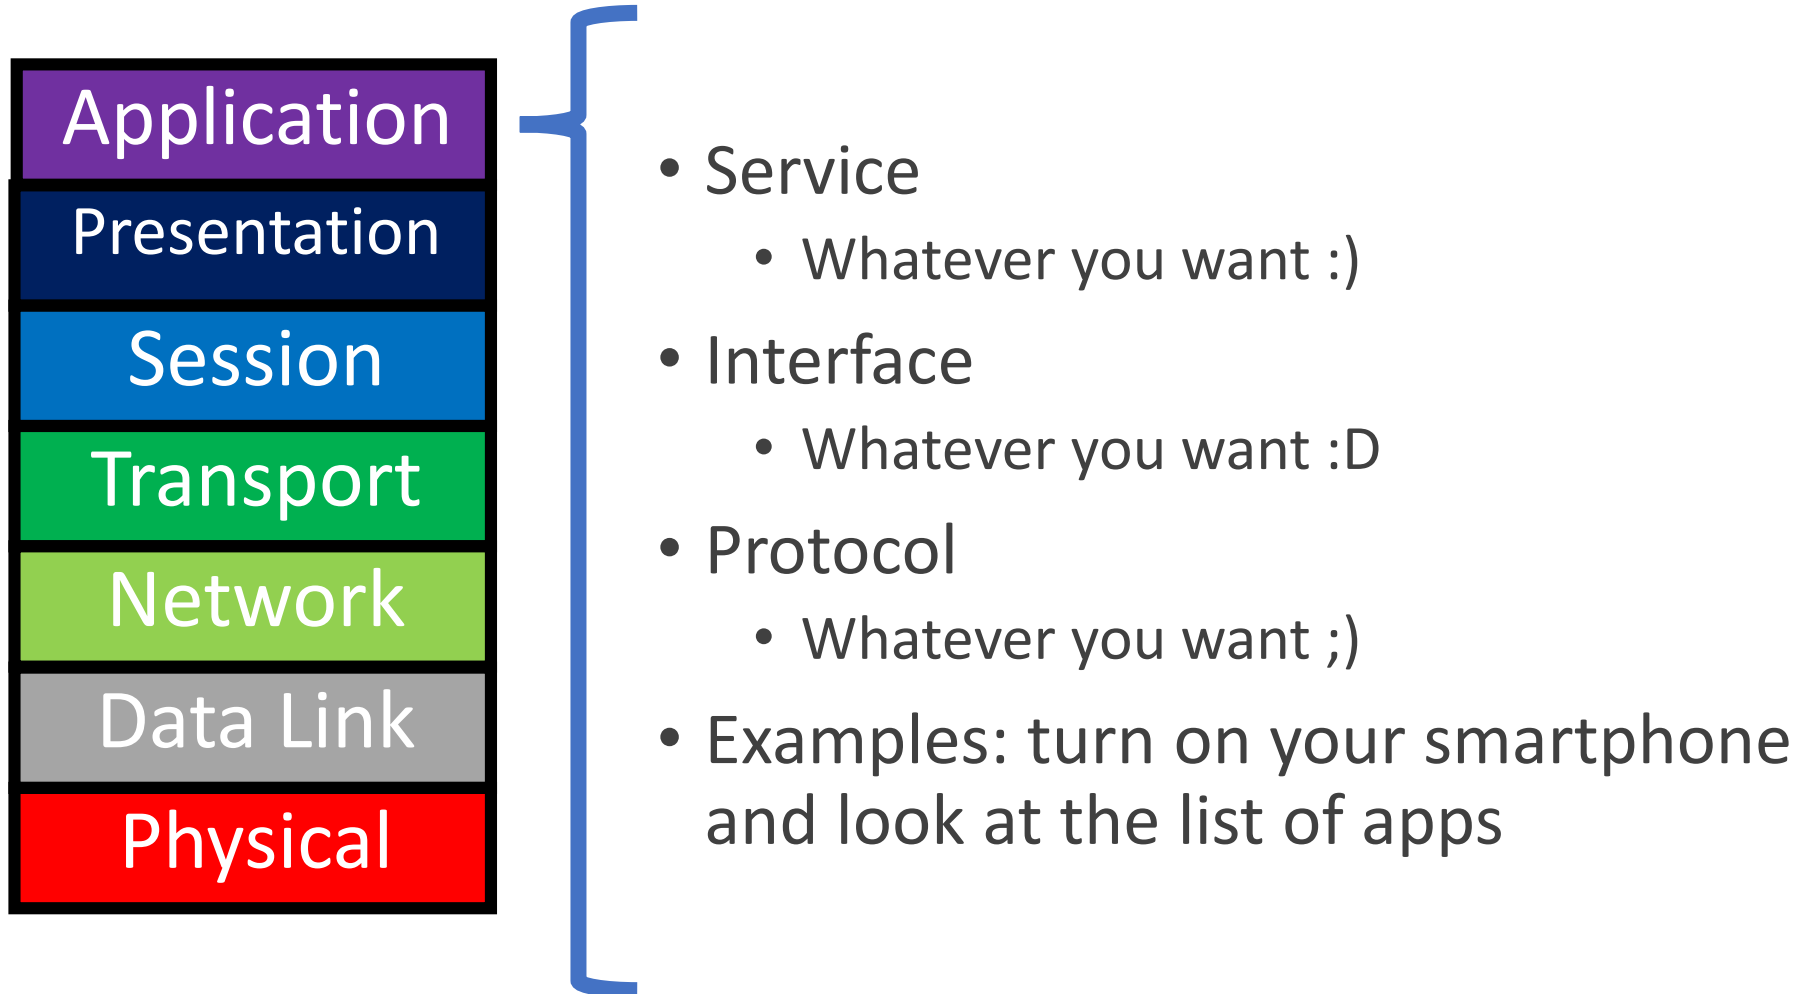 Application
Presentation
Session
Transport
Network
Data Link
Physical
• Service
• Whatever you want :)
• Interface
• Whatever you want :D
• Protocol
• Whatever you want ;)
• Examples: turn on your smartphone
and look at the list of apps